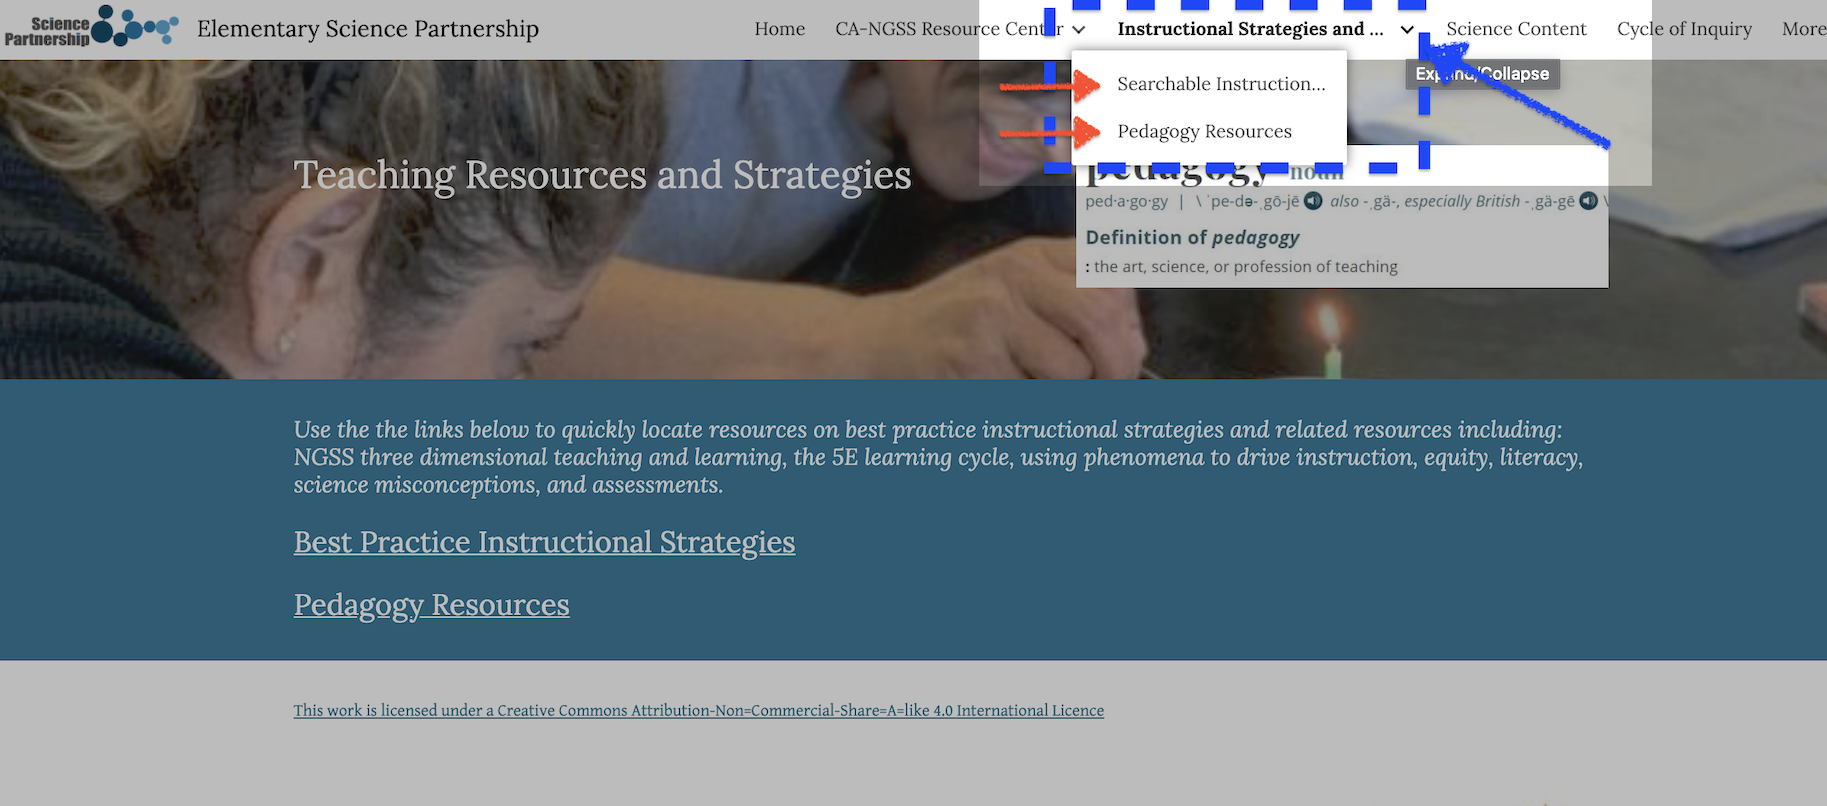 Science
Partnership
Elementary Science Partnership
Home
CA-NGSS Resource Center
Instructional Strategies and ...
Science Content
Cycle of Inquiry
More
Expand/Collapse
Searchable Instruction...
Pedagogy Resources
Teaching Resources and Strategies
pedagogy noun
ped·a·go·gy | \ ˈpe-də-ˌgō-jē also -ˌgä-, especially British -ˌgä-gē \
Definition of pedagogy
: the art, science, or profession of teaching
Use the the links below to quickly locate resources on best practice instructional strategies and related resources including:
NGSS three dimensional teaching and learning, the 5E learning cycle, using phenomena to drive instruction, equity, literacy,
science misconceptions, and assessments.
Best Practice Instructional Strategies
Pedagogy Resources
This work is licensed under a Creative Commons Attribution-Non=Commercial-Share=A=like 4.0 International Licence